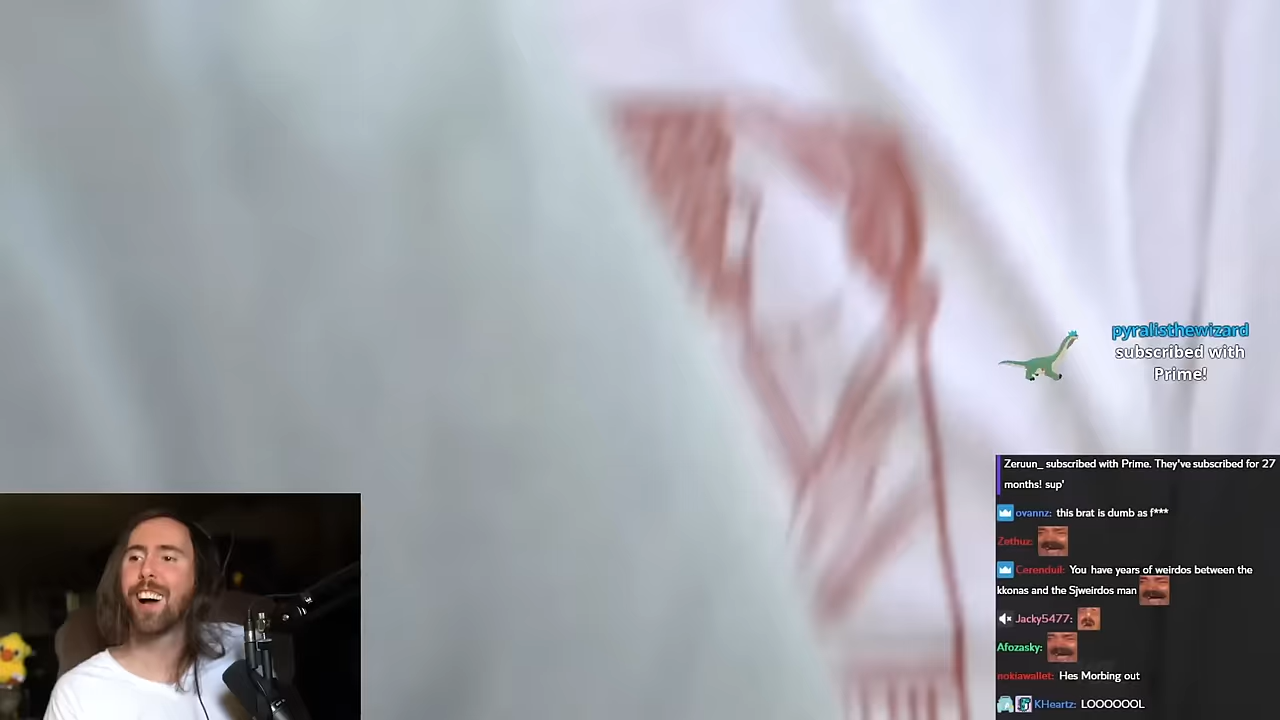 pyralisthewizard
subscribed with
Prime!
Zeruun_ subscribed with Prime. They've subscribed for 27
months! sup'
ovannz: this brat is dumb as f***
Zethuz:
Cerenduil: You have years of weirdos between the
kkonas and the Sjweirdos man
Jacky5477:
Afozasky:
nokiawallet: Hes Morbing out
KHeartz: LOOOOOOL